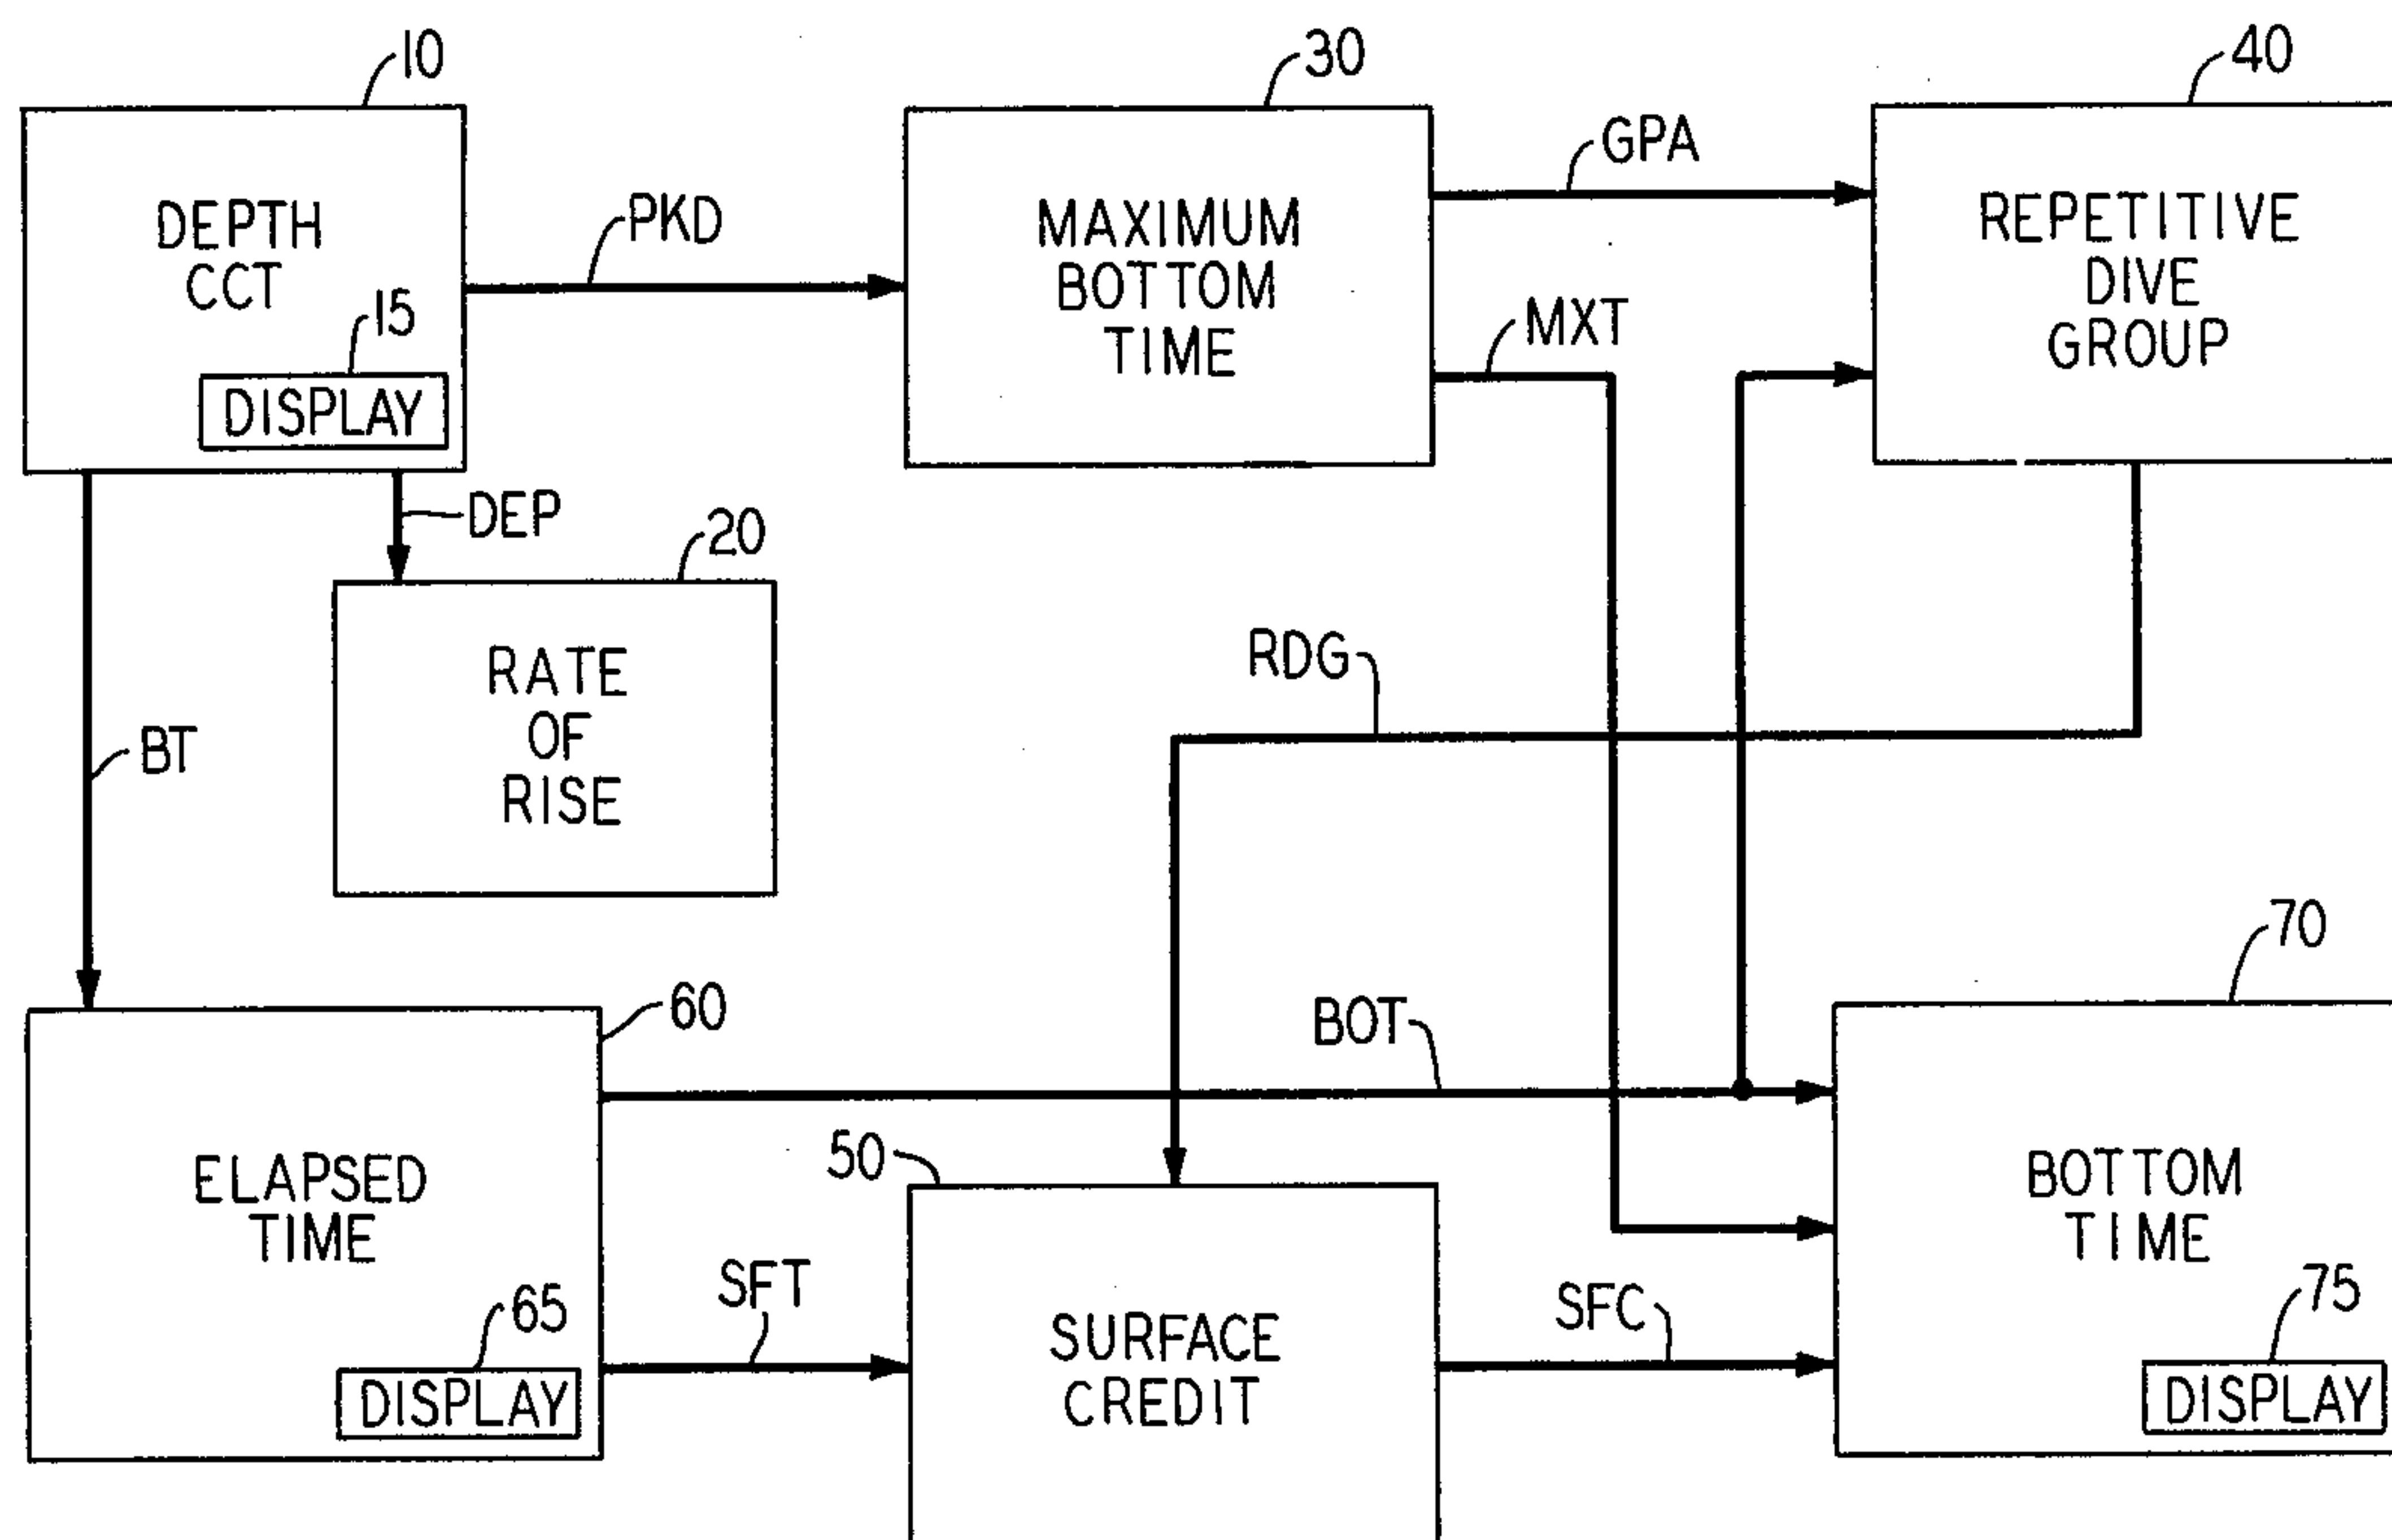 10
30
40
DEPTH
CCT
15
DISPLAY
PKD
MAXIMUM
BOTTOM
TIME
GPA
MXT
REPETITIVE
DIVE
GROUP
DEP
20
RATE
OF
RISE
BT
RDG
60
BOT
70
ELAPSED
TIME
65
DISPLAY
SFT
50
SURFACE
CREDIT
SFC
BOTTOM
TIME
75
DISPLAY